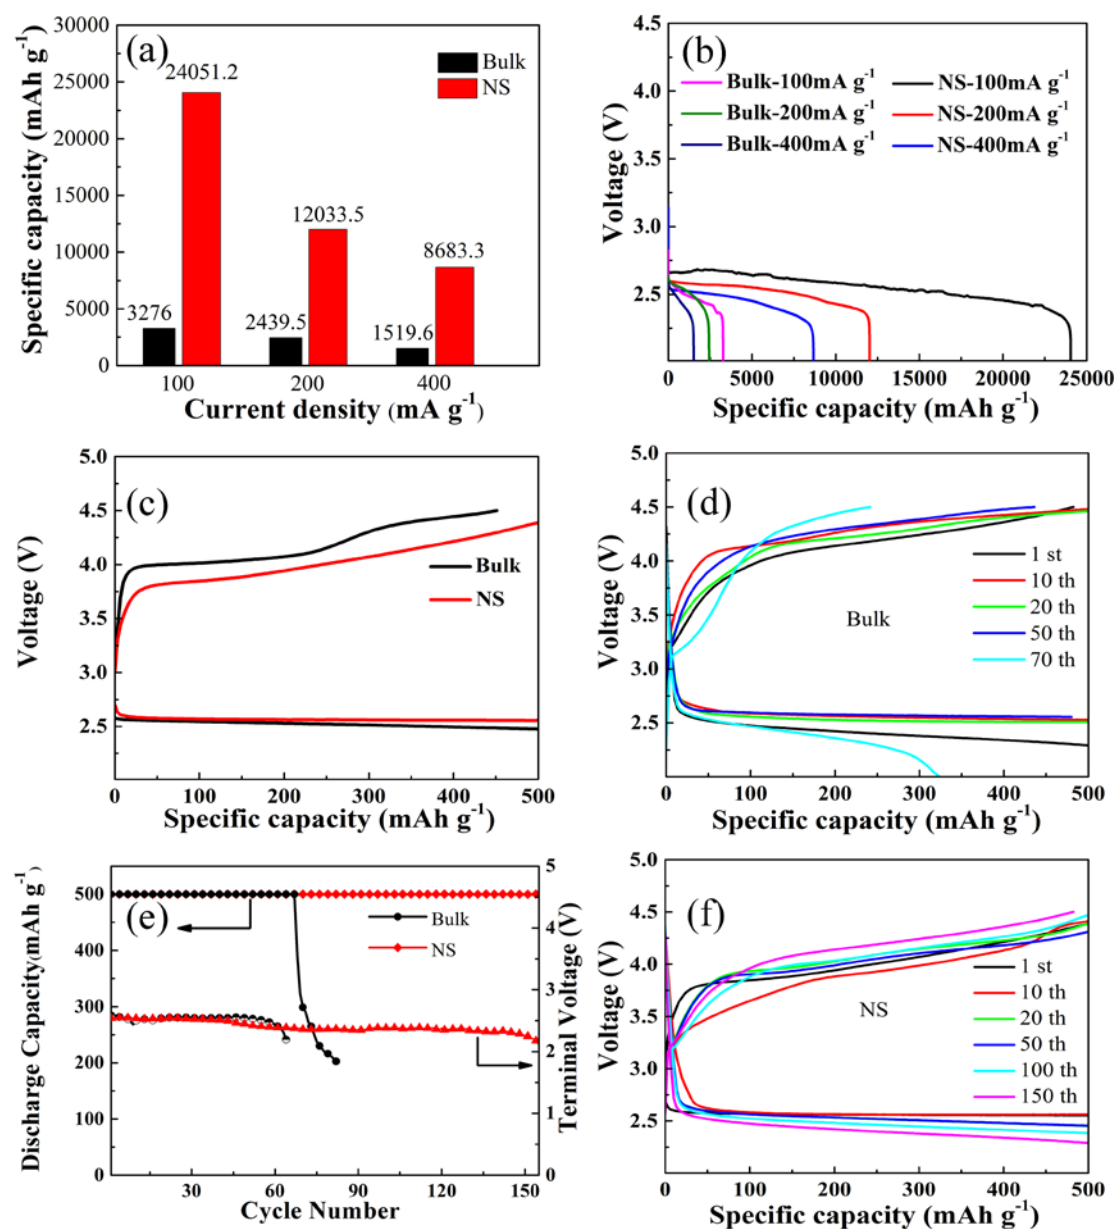 (a)
Specific capacity (mAh g⁻¹)
30000
25000
20000
15000
10000
5000
0
24051.2
12033.5
8683.3
3276
2439.5
1519.6
Bulk
NS
100 200 400
Current density (mA g⁻¹)
(b)
Voltage (V)
4.5
4.0
3.5
3.0
2.5
Bulk-100mA g⁻¹ NS-100mA g⁻¹
Bulk-200mA g⁻¹ NS-200mA g⁻¹
Bulk-400mA g⁻¹ NS-400mA g⁻¹
0 5000 10000 15000 20000 25000
Specific capacity (mAh g⁻¹)
(c)
Voltage (V)
5.0
4.5
4.0
3.5
3.0
2.5
Bulk
NS
0 100 200 300 400 500
Specific capacity (mAh g⁻¹)
(d)
Voltage (V)
5.0
4.5
4.0
3.5
3.0
2.5
Bulk
1 st
10 th
20 th
50 th
70 th
0 100 200 300 400 500
Specific capacity (mAh g⁻¹)
(e)
Discharge Capacity(mAh g⁻¹)
500
400
300
200
100
0
Bulk
NS
5
4
3
2
1
0
Terminal Voltage (V)
30 60 90 120 150
Cycle Number
(f)
Voltage (V)
5.0
4.5
4.0
3.5
3.0
2.5
NS
1 st
10 th
20 th
50 th
100 th
150 th
0 100 200 300 400 500
Specific capacity (mAh g⁻¹)